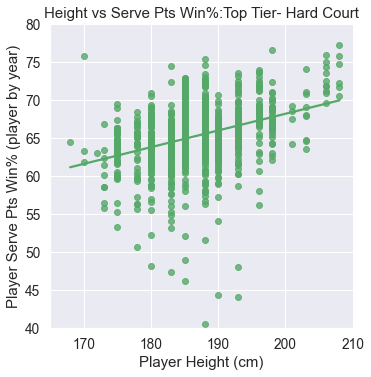 Height vs Serve Pts Win%:Top Tier- Hard Court
80
75
70
65
60
55
50
45
40
Player Serve Pts Win% (player by year)
170 180 190 200 210
Player Height (cm)